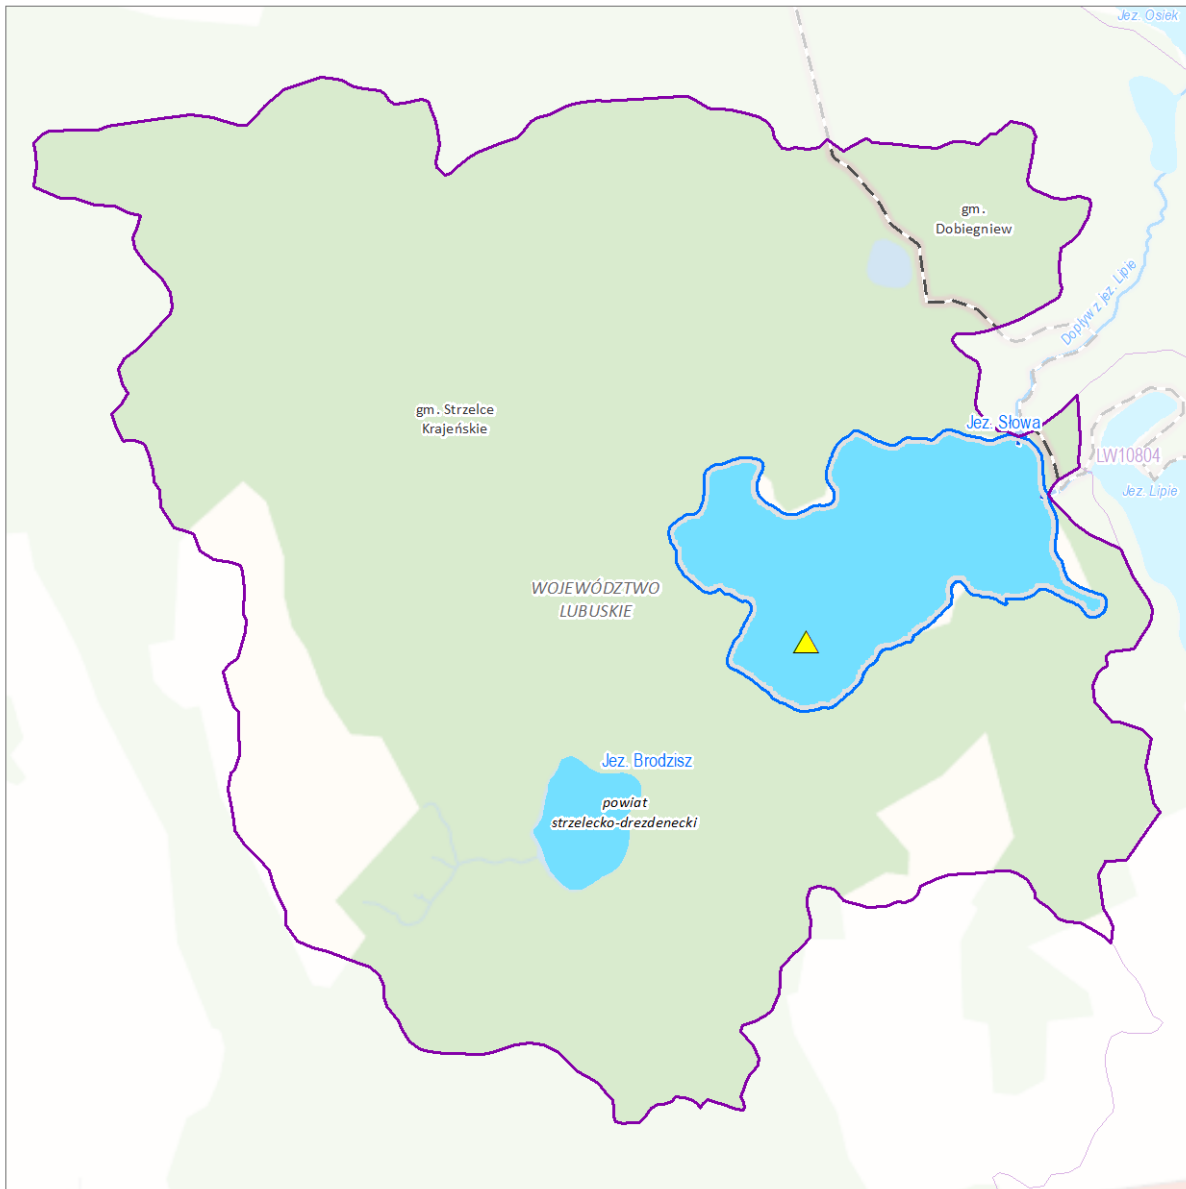 Jez. Osiek
gm.
Dobiegniew
Dopływ z jez. Lipie
gm. Strzelce
Krajeńskie
Jez. Słowa
LW10804
Jez. Lipie
WOJEWÓDZTWO
LUBUSKIE
Jez. Brodzisz
powiat
strzelecko-drezdenecki